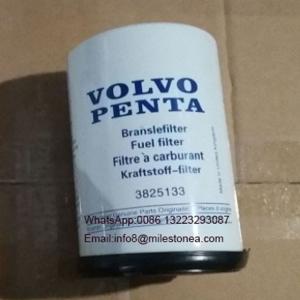 VOLVO
PENTA
Branslefilter
Fuel filter
Filtre à carburant
Kraftstoff-filter
3825133
WhatsApp:0086 13223293087
Email:info8@milestonea.com